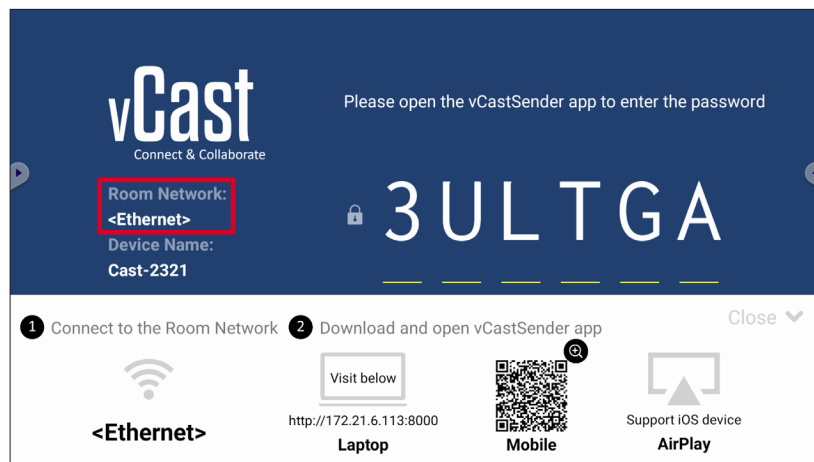 vCast
Connect & Collaborate
Please open the vCastSender app to enter the password
Room Network:
<Ethernet>
Device Name:
Cast-2321
3ULTGA
1 Connect to the Room Network
2 Download and open vCastSender app
Close
<Ethernet>
Visit below
http://172.21.6.113:8000
Laptop
Mobile
Support iOS device
AirPlay